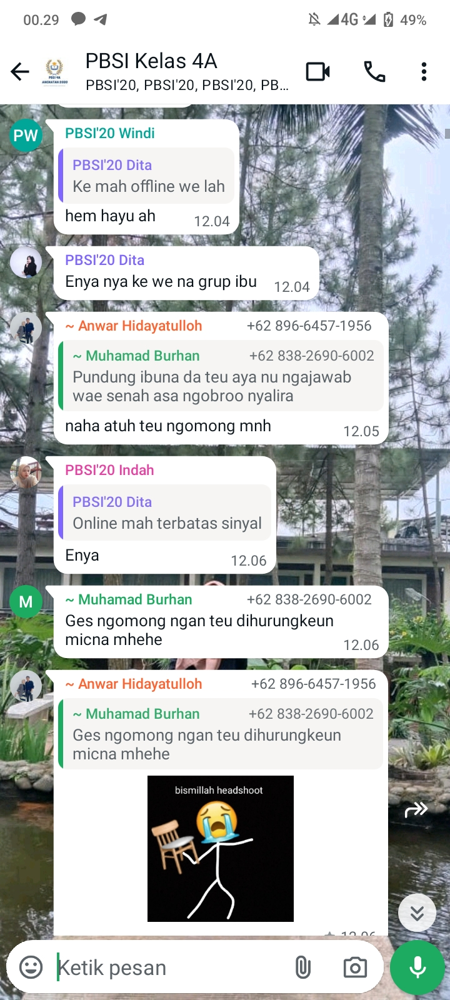 00.29
4G
49%
PBSI Kelas 4A
PBSI'20, PBSI'20, PBSI'20, PB...
PBSI 4A
ANGKATAN 2020
PW
PBSI'20 Windi
PBSI'20 Dita
Ke mah offline we lah
hem hayu ah
12.04
PBSI'20 Dita
Enya nya ke we na grup ibu
12.04
~ Anwar Hidayatulloh +62 896-6457-1956
~ Muhamad Burhan +62 838-2690-6002
Pundung ibuna da teu aya nu ngajawab
wae senah asa ngobroo nyalira
naha atuh teu ngomong mnh
12.05
PBSI'20 Indah
PBSI'20 Dita
Online mah terbatas sinyal
Enya
12.06
M
~ Muhamad Burhan +62 838-2690-6002
Ges ngomong ngan teu dihurungkeun
micna mhehe
12.06
~ Anwar Hidayatulloh +62 896-6457-1956
~ Muhamad Burhan +62 838-2690-6002
Ges ngomong ngan teu dihurungkeun
micna mhehe
bismillah headshoot
12.06
Ketik pesan